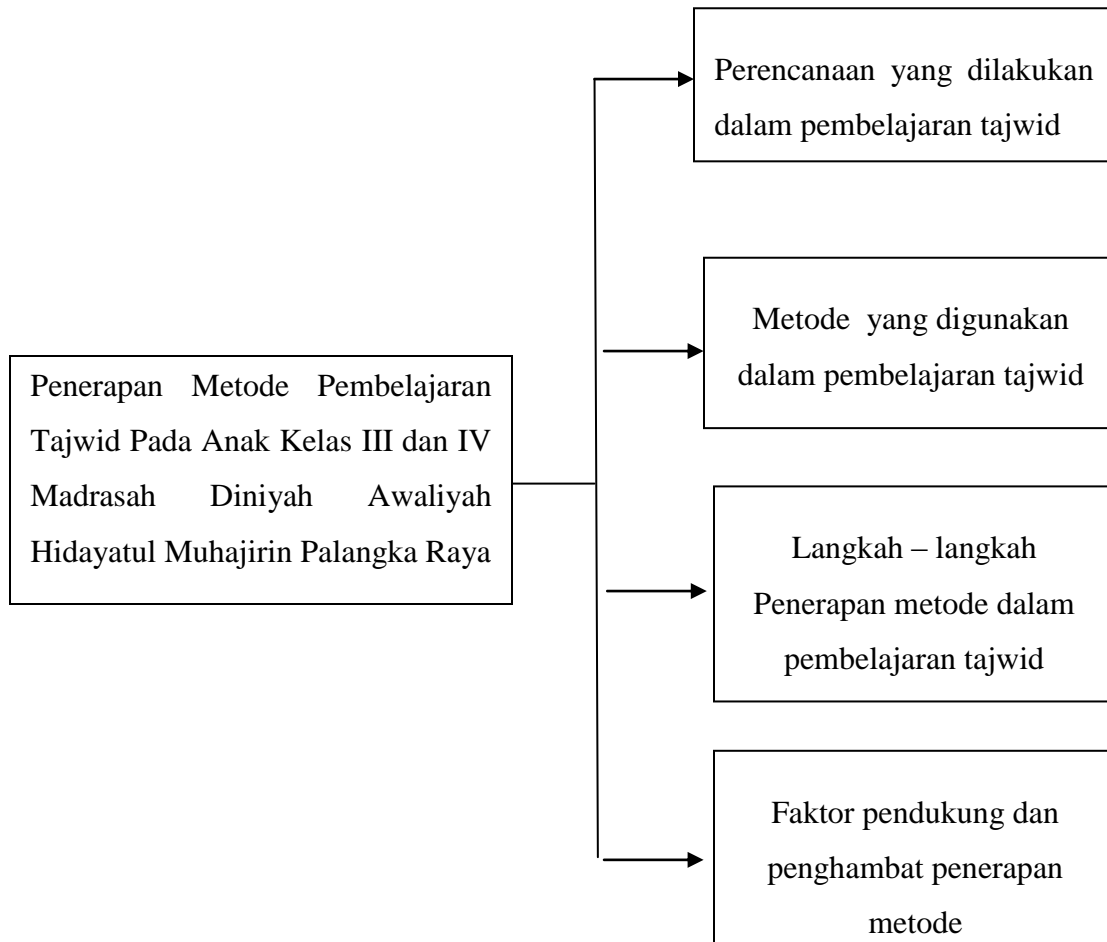 Perencanaan yang dilakukan
dalam pembelajaran tajwid
Metode yang digunakan
dalam pembelajaran tajwid
Penerapan Metode Pembelajaran
Tajwid Pada Anak Kelas III dan IV
Madrasah Diniyah Awaliyah
Hidayatul Muhajirin Palangka Raya
Langkah – langkah
Penerapan metode dalam
pembelajaran tajwid
Faktor pendukung dan
penghambat penerapan
metode